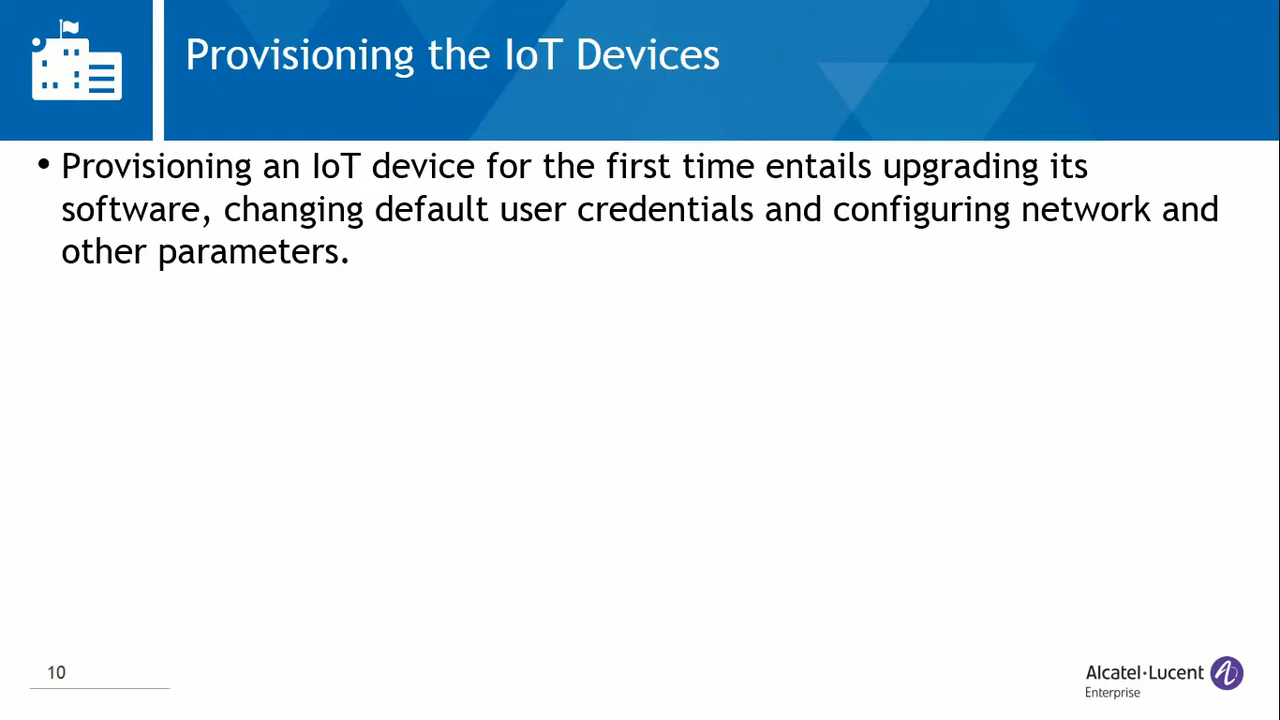 Provisioning the IoT Devices
• Provisioning an IoT device for the first time entails upgrading its
software, changing default user credentials and configuring network and
other parameters.
10
Alcatel·Lucent
Enterprise